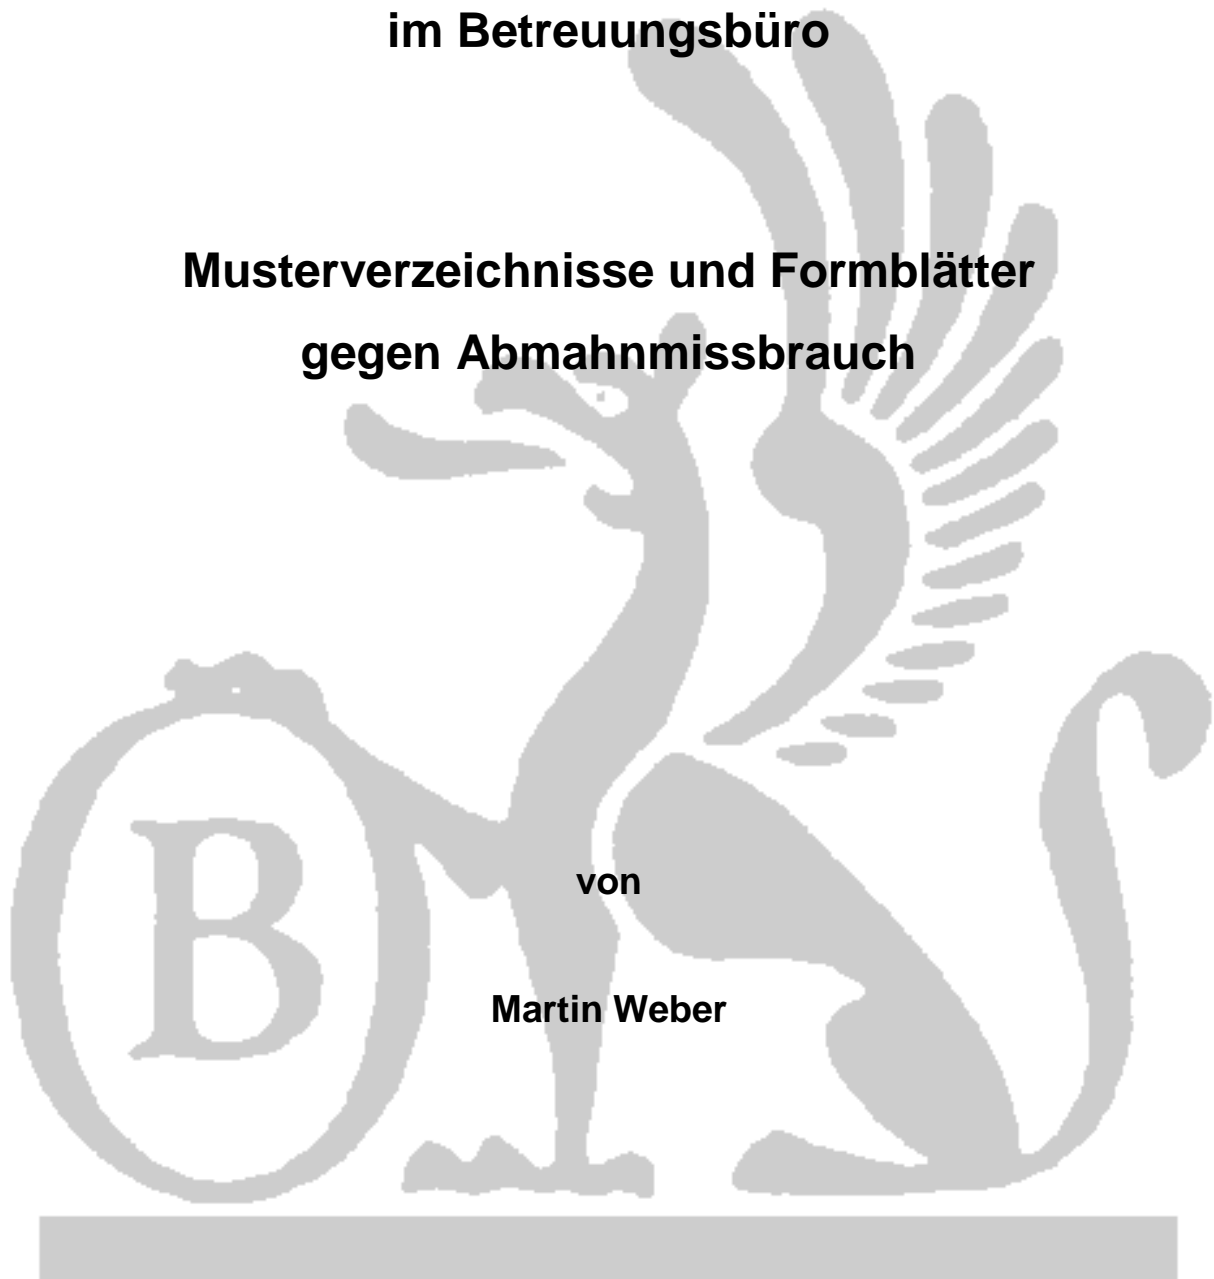 im Betreuungsbüro
Musterverzeichnisse und Formblätter
gegen Abmahnmissbrauch
von
Martin Weber
B